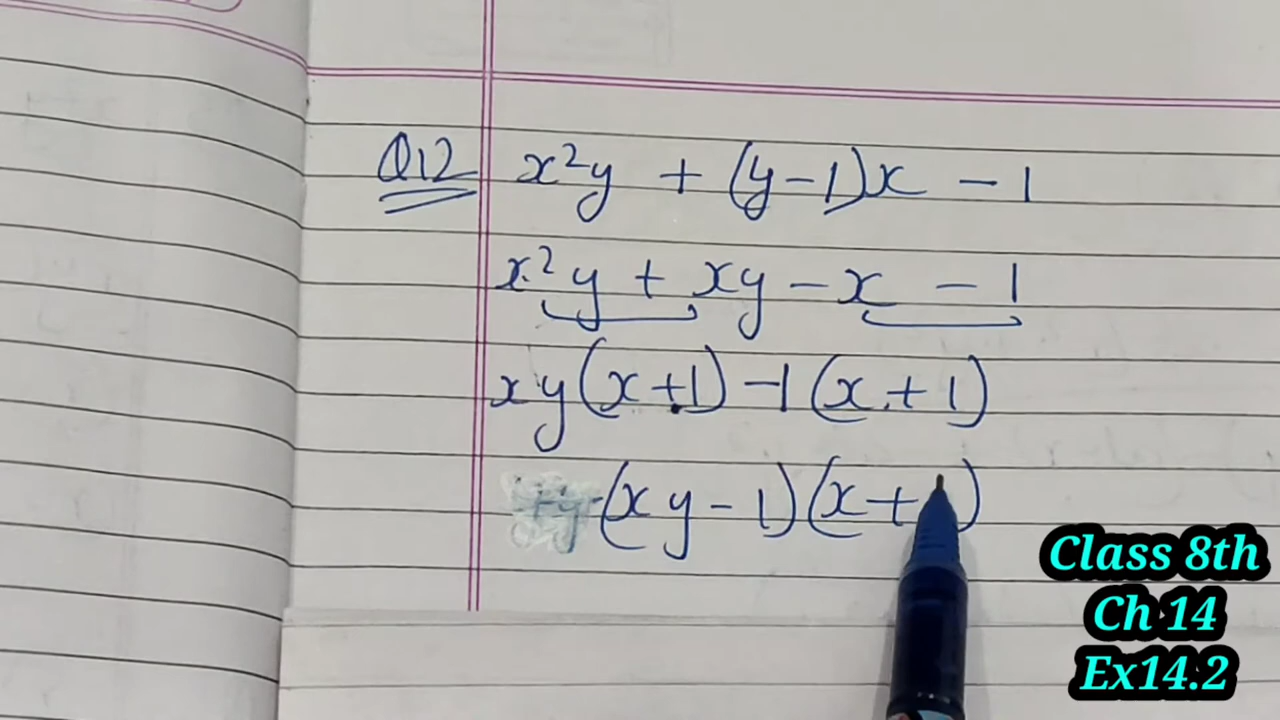 Q12 x²y + (y-1)x - 1
x²y + xy - x - 1
xy(x+1) -1(x+1)
(xy-1)(x+)
Class 8th
Ch 14
Ex14.2